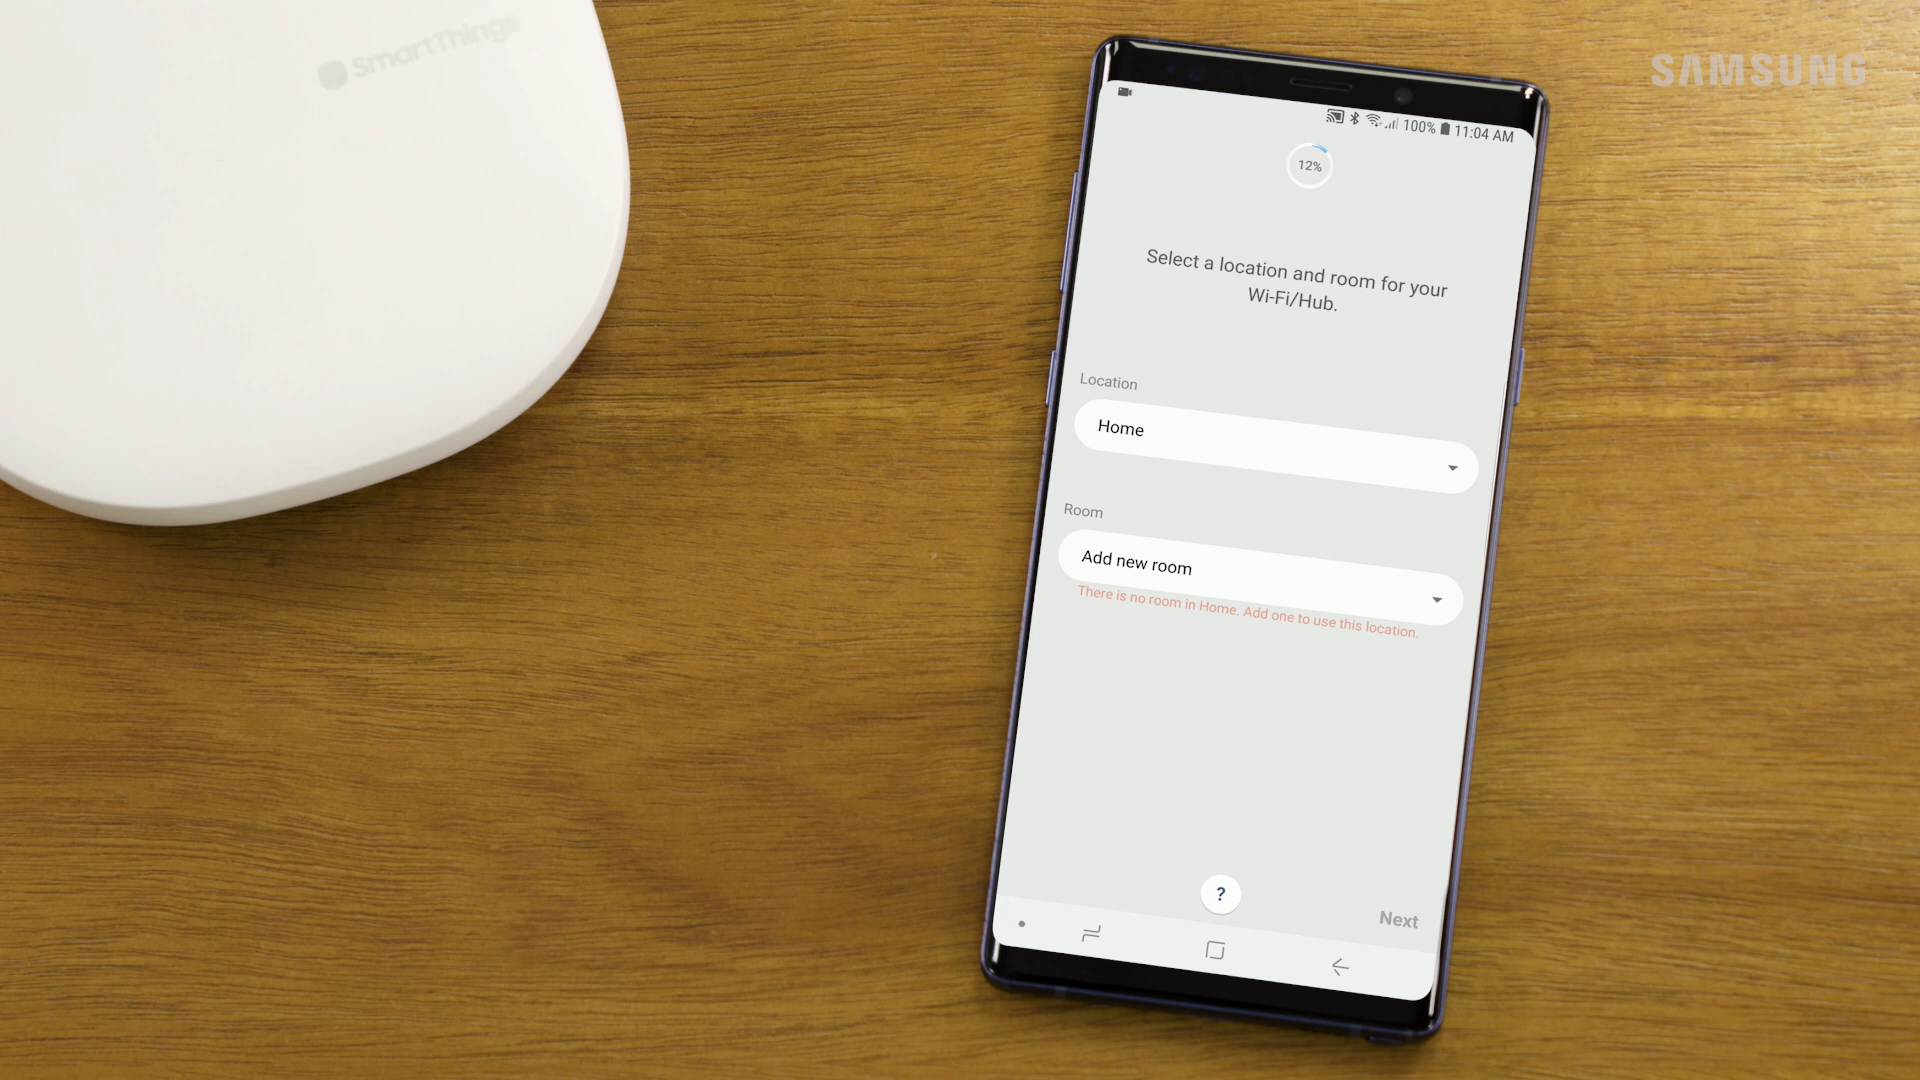 SmartThings
SAMSUNG
100% 11:04 AM
12%
Select a location and room for your
Wi-Fi/Hub.
Location
Home
Room
Add new room
There is no room in Home. Add one to use this location.
?
Next